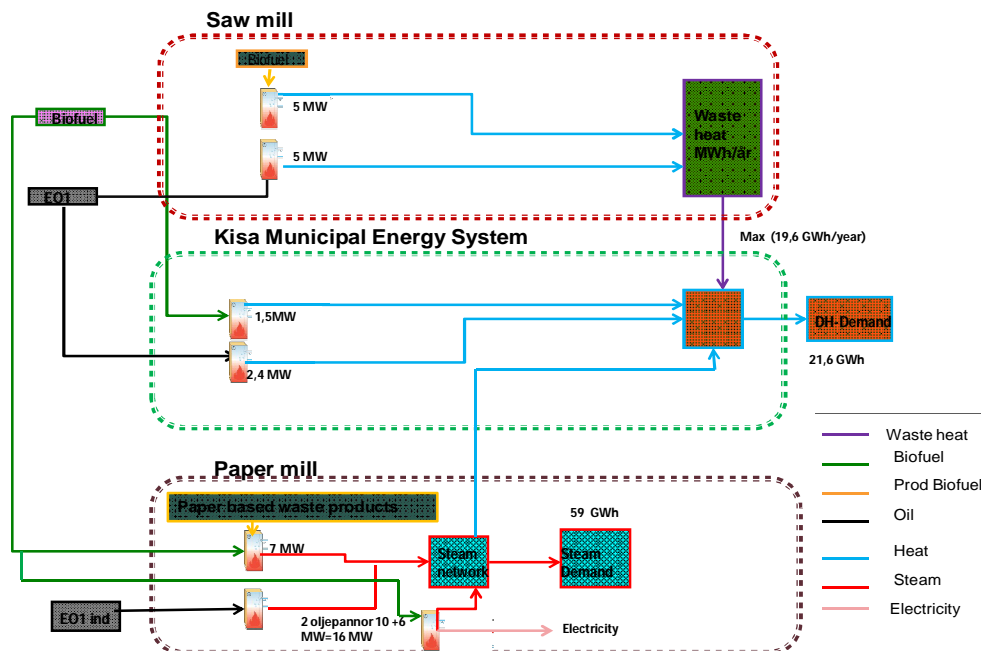 Saw mill
Biofuel
5 MW
5 MW
Waste
heat
MWh/år
Biofuel
EO1
Max (19,6 GWh/year)
Kisa Municipal Energy System
1,5MW
2,4 MW
DH-Demand
21,6 GWh
Paper mill
Paper based waste products
7 MW
59 GWh
Steam
network
Steam
Demand
EO1 ind
2 oljepannor 10 +6
MW=16 MW
Electricity
Waste heat
Biofuel
Prod Biofuel
Oil
Heat
Steam
Electricity